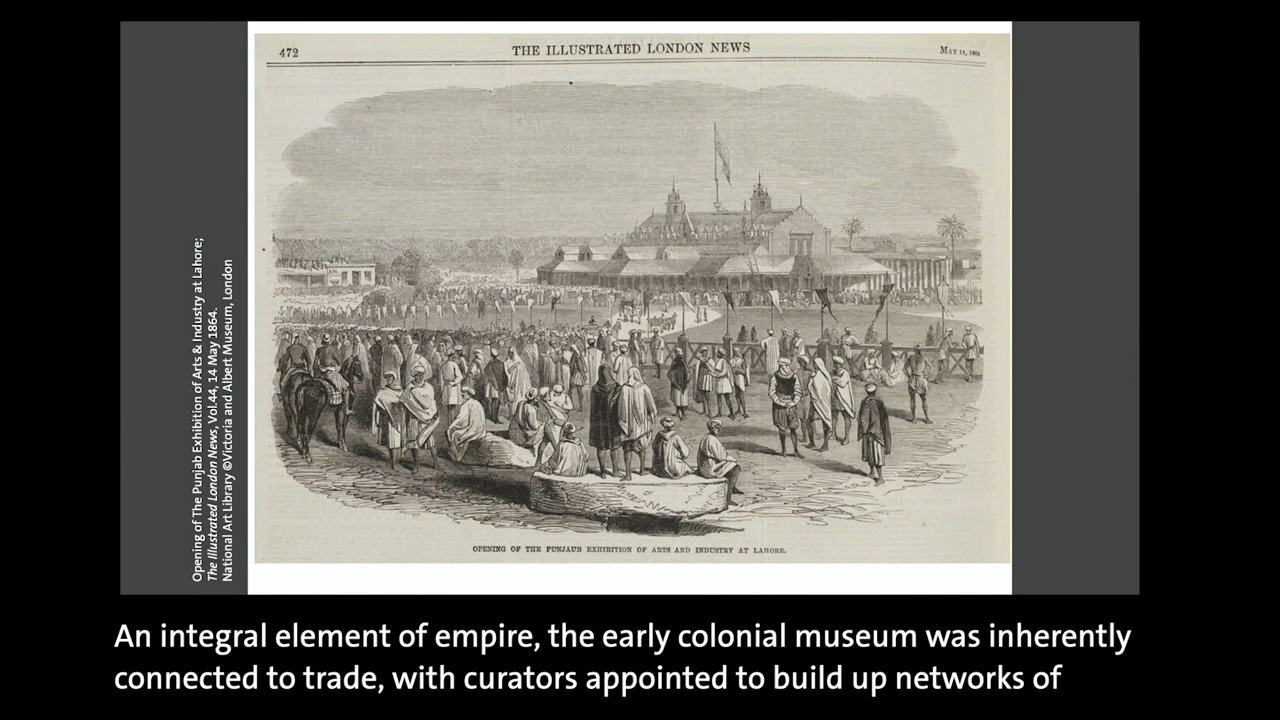 472
THE ILLUSTRATED LONDON NEWS
MAY 14, 1864
OPENING OF THE PUNJAUB EXHIBITION OF ARTS AND INDUSTRY AT LAHORE.
Opening of The Punjab Exhibition of Arts & Industry at Lahore;
The Illustrated London News, Vol.44, 14 May 1864.
National Art Library ©Victoria and Albert Museum, London
An integral element of empire, the early colonial museum was inherently
connected to trade, with curators appointed to build up networks of